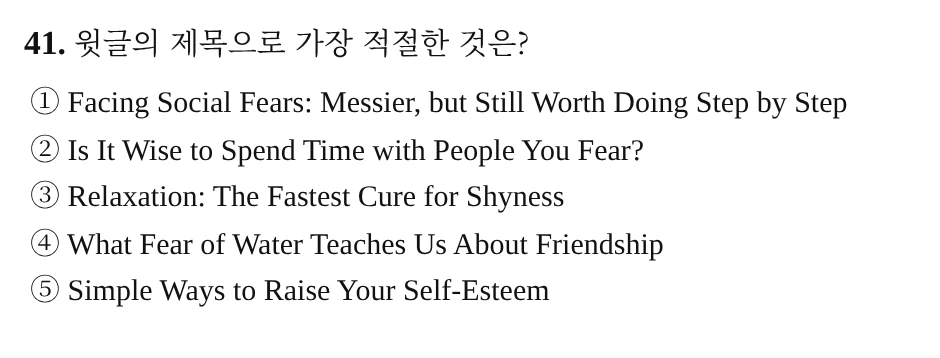 41. 윗글의 제목으로 가장 적절한 것은?
① Facing Social Fears: Messier, but Still Worth Doing Step by Step
② Is It Wise to Spend Time with People You Fear?
③ Relaxation: The Fastest Cure for Shyness
④ What Fear of Water Teaches Us About Friendship
⑤ Simple Ways to Raise Your Self-Esteem